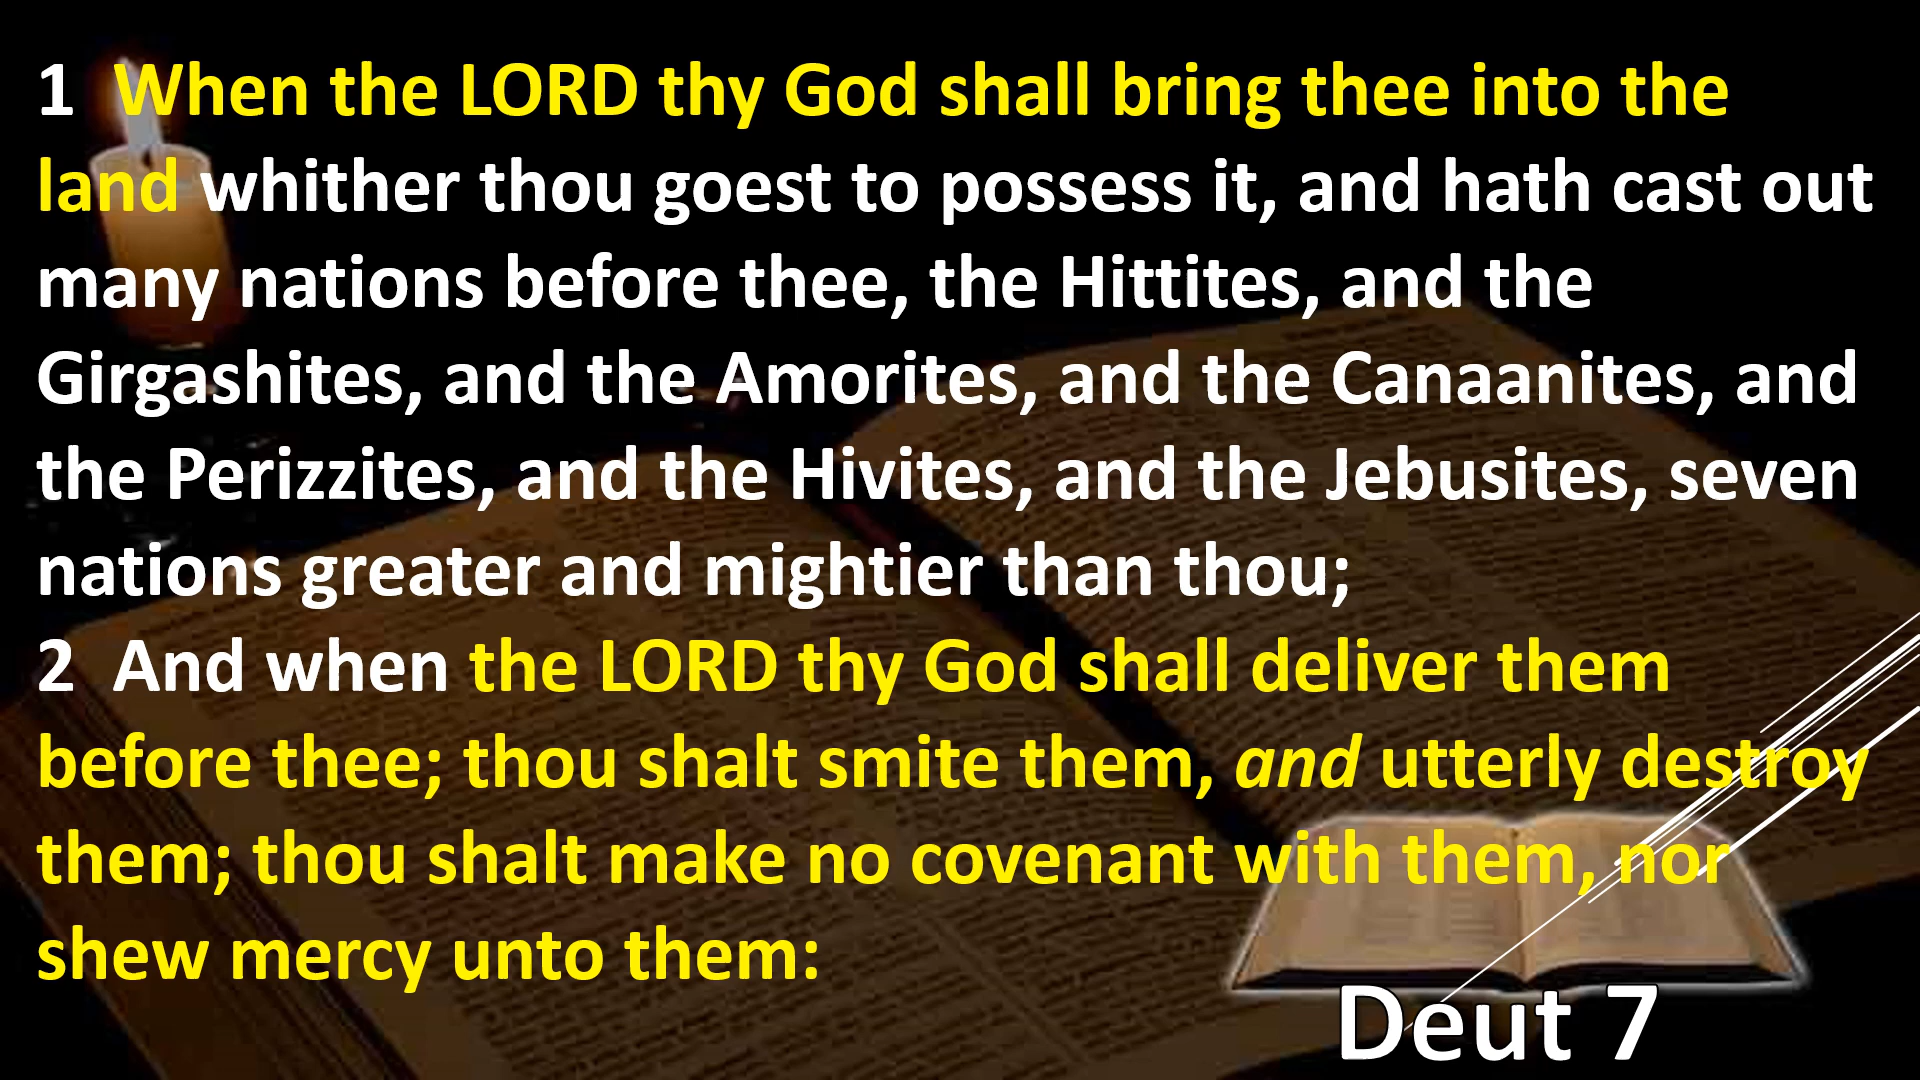 1 When the LORD thy God shall bring thee into the
land whither thou goest to possess it, and hath cast out
many nations before thee, the Hittites, and the
Girgashites, and the Amorites, and the Canaanites, and
the Perizzites, and the Hivites, and the Jebusites, seven
nations greater and mightier than thou;
2 And when the LORD thy God shall deliver them
before thee; thou shalt smite them, and utterly destroy
them; thou shalt make no covenant with them, nor
shew mercy unto them:
Deut 7